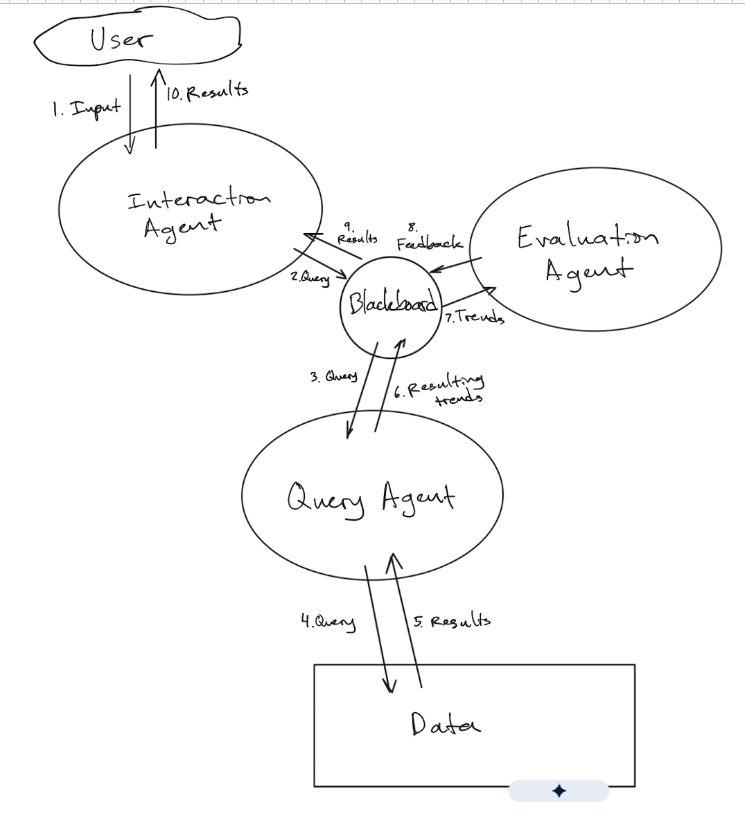 User
1. Input
10. Results
Interaction
Agent
9.
Results
8.
Feedback
Evaluation
Agent
2. Query
Blackboard
7. Trends
3. Query
6. Resulting
trends
Query Agent
4. Query
5. Results
Data